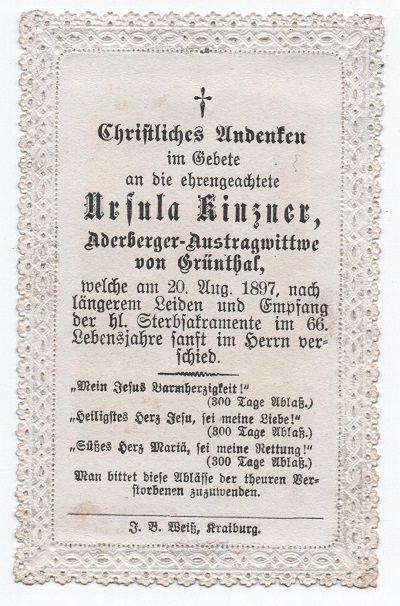 †
Christliches Andenken
im Gebete
an die ehrengeachtete
Ursula Kinzner,
Aderberger-Austragwittwe
von Grünthal,
welche am 20. Aug. 1897, nach
längerem Leiden und Empfang
der hl. Sterbsakramente im 66.
Lebensjahre sanft im Herrn ver-
schied.
„Mein Jesus Barmherzigkeit!"
(300 Tage Ablaß.)
„Heiligstes Herz Jesu, sei meine Liebe!"
(300 Tage Ablaß.)
„Süßes Herz Mariä, sei meine Rettung!"
(300 Tage Ablaß.)
Man bittet diese Ablässe der theuren Ver-
storbenen zuzuwenden.
J. B. Weiß, Kraiburg.